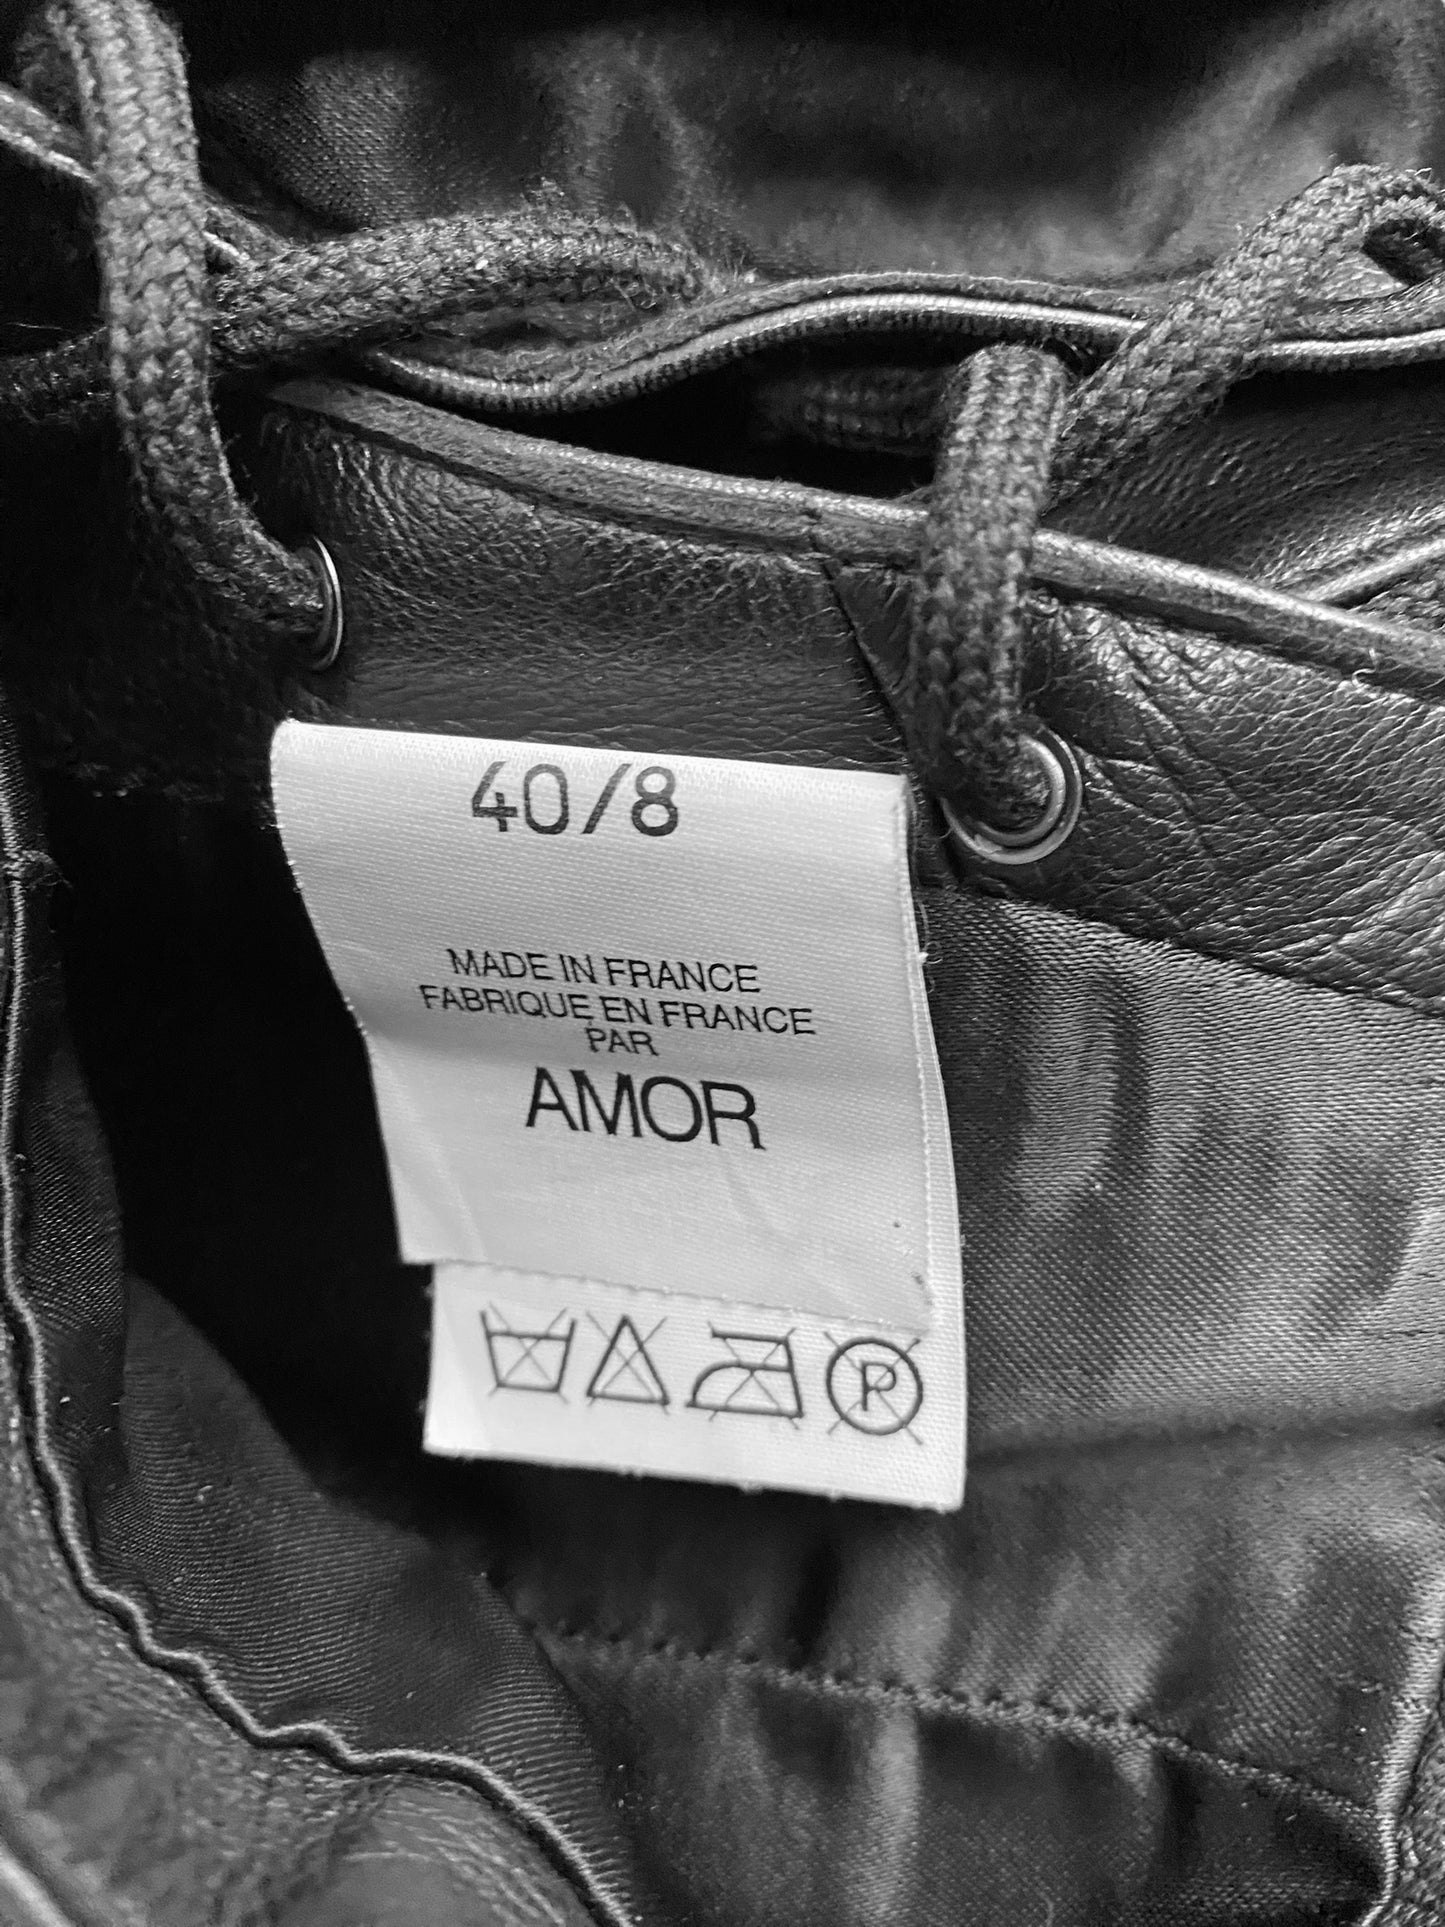 40/8
MADE IN FRANCE
FABRIQUE EN FRANCE
PAR
AMOR
P